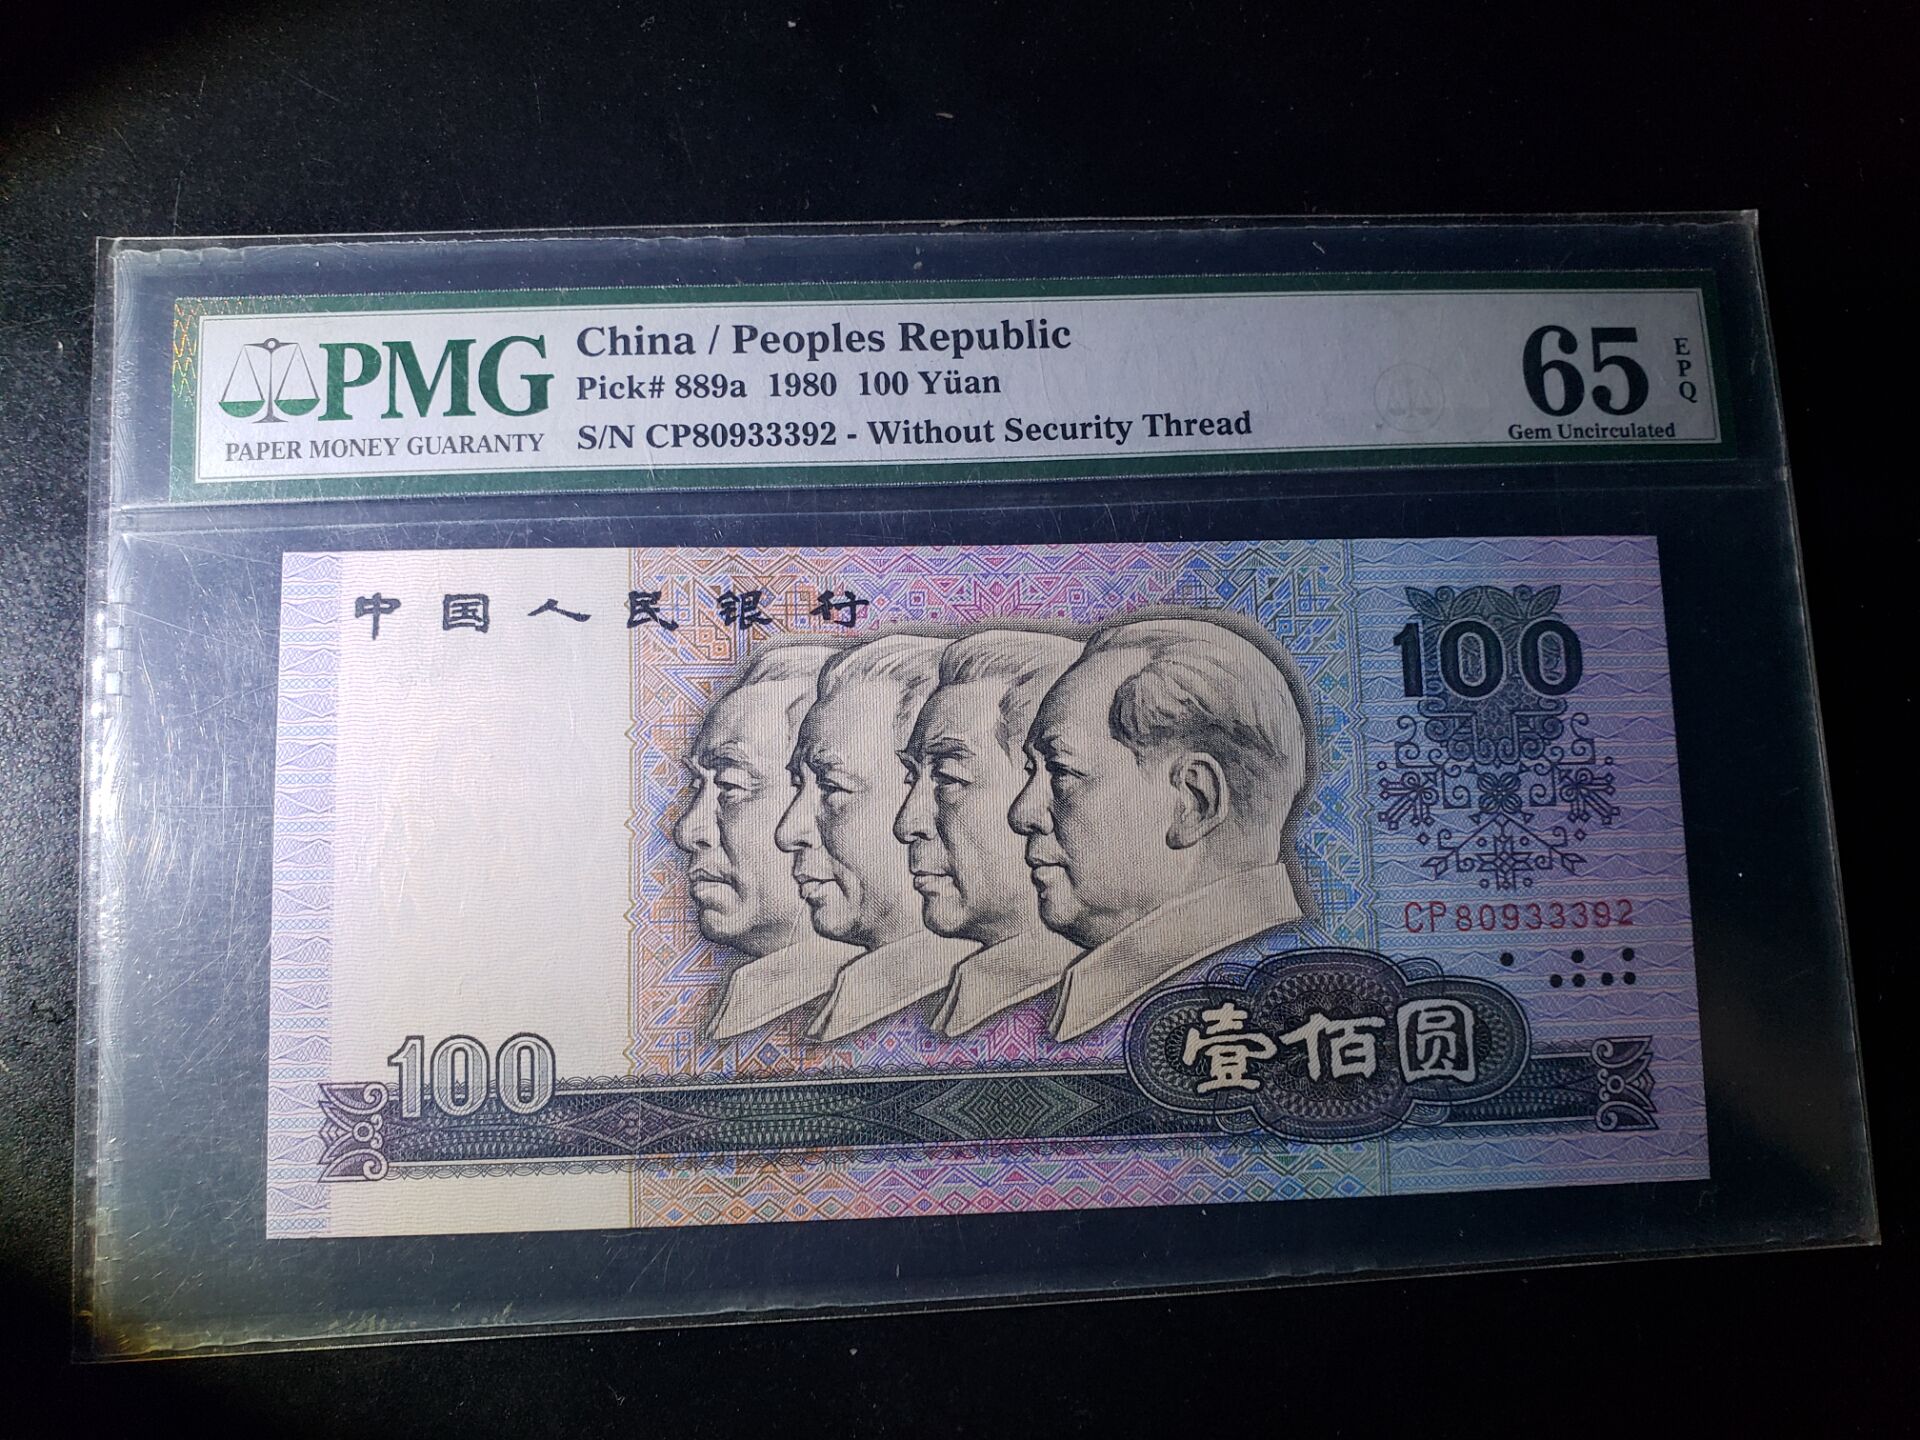 PMG
PAPER MONEY GUARANTY
China / Peoples Republic
Pick# 889a 1980 100 Yüan
S/N CP80933392 - Without Security Thread
65
EPQ
Gem Uncirculated
中国人民银行
100
CP80933392
100
壹佰圆